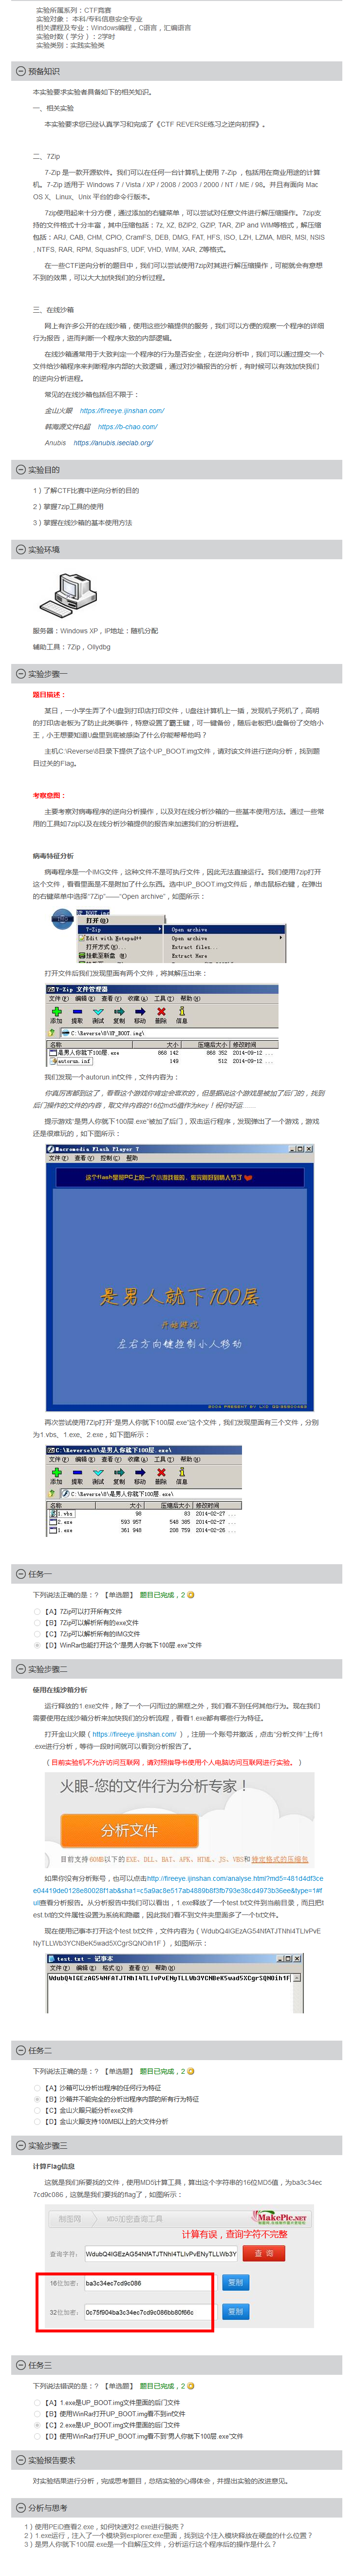 实验所属系列：CTF竞赛
实验对象： 本科/专科信息安全专业
相关课程及专业：Windows编程，C语言，汇编语言
实验时数（学分）：2学时
实验类别：实践实验类
预备知识
本实验要求实验者具备如下的相关知识。
一、相关实验
本实验要求您已经认真学习和完成了《CTF REVERSE练习之逆向初探》。
二、7Zip
7-Zip 是一款开源软件。我们可以在任何一台计算机上使用 7-Zip ，包括用在商业用途的计算
机。7-Zip 适用于 Windows 7 / Vista / XP / 2008 / 2003 / 2000 / NT / ME / 98。并且有面向 Mac
OS X、Linux、Unix 平台的命令行版本。
7zip使用起来十分方便，通过添加的右键菜单，可以尝试对任意文件进行解压缩操作。7zip支
持的文件格式十分丰富，其中压缩包括：7z, XZ, BZIP2, GZIP, TAR, ZIP and WIM等格式，解压缩
包括：ARJ, CAB, CHM, CPIO, CramFS, DEB, DMG, FAT, HFS, ISO, LZH, LZMA, MBR, MSI, NSIS
, NTFS, RAR, RPM, SquashFS, UDF, VHD, WIM, XAR, Z等格式。
在一些CTF逆向分析的题目中，我们可以尝试使用7zip对其进行解压缩操作，可能就会有意想
不到的效果，可以大大加快我们的分析过程。
三、在线沙箱
网上有许多公开的在线沙箱，使用这些沙箱提供的服务，我们可以方便的观察一个程序的详细
行为报告，进而判断一个程序大致的内部逻辑。
在线沙箱通常用于大致判定一个程序的行为是否安全，在逆向分析中，我们可以通过提交一个
文件给沙箱程序来判断程序内部的大致逻辑，通过对沙箱报告的分析，有时候可以有效加快我们
的逆向分析进程。
常见的在线沙箱包括但不限于：
金山火眼 https://fireeye.ijinshan.com/
韩海源文件B超 https://b-chao.com/
Anubis https://anubis.iseclab.org/
实验目的
1）了解CTF比赛中逆向分析的目的
2）掌握7zip工具的使用
3）掌握在线沙箱的基本使用方法
实验环境
服务器：Windows XP，IP地址：随机分配
辅助工具：7Zip，Ollydbg
实验步骤一
题目描述：
某日，一小学生弄了个U盘到打印店打印文件，U盘往计算机上一插，发现机子死机了，高明
的打印店老板为了防止此类事件，特意设置了霸王键，可一键备份，随后老板把U盘备份了交给小
王，小王想要知道U盘里到底被感染了什么你能帮帮他吗？
主机C:\Reverse\8目录下提供了这个UP_BOOT.img文件，请对该文件进行逆向分析，找到题
目过关的Flag。
考察意图：
主要考察对病毒程序的逆向分析操作，以及对在线分析沙箱的一些基本使用方法。通过一些常
用的工具如7zip以及在线分析沙箱提供的报告来加速我们的分析进程。
病毒特征分析
病毒程序是一个IMG文件，这种文件不是可执行文件，因此无法直接运行。我们使用7zip打开
这个文件，看看里面是不是附加了什么东西。选中UP_BOOT.img文件后，单击鼠标右键，在弹出
的右键菜单中选择“7Zip”——“Open archive”，如图所示：
UP_BOOT.img
打开(O)
7-Zip Open archive
Edit with Notepad++ Open archive
打开方式... Extract files...
扫描病毒 Extract Here
打开文件后我们发现里面有两个文件，将其解压出来：
7-Zip 文件管理器
文件(F) 编辑(E) 查看(V) 收藏(A) 工具(T) 帮助(H)
添加 提取 测试 复制 移动 删除 信息
C:\Reverse\8\UP_BOOT.img\
名称 大小 压缩后大小 修改时间
是男人你就下100层.exe 868 142 868 352 2014-09-12 ...
autorun.inf 149 512 2014-09-12 ...
我们发现一个autorun.inf文件，文件内容为：
你真厉害都到这了，看看这个游戏你肯定会喜欢的，但是据说这个游戏是被加了后门的，找到
后门操作的文件的内容，取文件内容的16位md5值作为key！祝你好运......
提示游戏“是男人你就下100层 exe”被加了后门，双击运行程序，发现弹出了一个游戏，游戏
还是很难玩的，如下图所示：
Macromedia Flash Player 7
文件(F) 查看(V) 控制(C) 帮助
是男人就下100层
开始游戏
左右方向键控制小人移动
再次尝试使用7Zip打开“是男人你就下100层 exe”这个文件，我们发现里面有三个文件，分别
为1.vbs、1.exe、2.exe，如下图所示：
C:\Reverse\8\是男人你就下100层.exe\
文件(F) 编辑(E) 查看(V) 收藏(A) 工具(T) 帮助(H)
添加 提取 测试 复制 移动 删除 信息
C:\Reverse\8\是男人你就下100层.exe\
名称 大小 压缩后大小 修改时间
1.vbs 98 83 2014-02-27 ...
2.exe 593 957 548 385 2014-02-27 ...
1.exe 361 948 208 759 2014-02-26 ...
任务一
下列说法正确的是：? 【单选题】 题目已完成，2
【A】7Zip可以打开所有文件
【B】7Zip可以解析所有的exe文件
【C】7Zip可以解析所有的IMG文件
【D】WinRar也能打开这个“是男人你就下100层.exe”文件
实验步骤二
使用在线沙箱分析
运行释放的1.exe文件，除了一个一闪而过的黑框之外，我们看不到任何其他行为。现在我们
需要使用在线沙箱分析来加快我们的分析流程，看看1.exe都有哪些行为特征。
打开金山火眼（https://fireeye.ijinshan.com/ ），注册一个账号并激活，点击“分析文件”上传1
.exe进行分析，等待一段时间就可以看到分析报告了。
（目前实验机不允许访问互联网，请对照指导书使用个人电脑访问互联网进行实验。）
火眼-您的文件行为分析专家！
分析文件
目前支持60MB以下的EXE、DLL、BAT、APK、HTML、JS、VBS和特定格式的压缩包
如果你没有分析账号，也可以点击http://fireeye.ijinshan.com/analyse.html?md5=481d4df3ce
e04419de0128e80028f1ab&sha1=c5a9ac8e517ab4889b8f3fb793e38cd4973b36ee&type=1#f
ull查看分析报告。从分析报告中我们可以看出，1.exe释放了一个test txt文件到当前目录，而且把t
est txt的文件属性设置为系统和隐藏，因此我们看不到文件夹里面多了一个txt文件。
现在使用记事本打开这个test txt文件，文件内容为（WdubQ4IGEzAG54NfATJTNhI4TLIvPvE
NyTLLWb3YCNBeK5wad5XCgrSQNOih1F），如图所示：
test.txt - 记事本
文件(F) 编辑(E) 格式(O) 查看(V) 帮助(H)
WdubQ4IGEzAG54NfATJTNhI4TLIvPvENyTLLWb3YCNBeK5wad5XCgrSQNOih1F
任务二
下列说法正确的是：? 【单选题】 题目已完成，2
【A】沙箱可以分析出程序的任何行为特征
【B】沙箱并不能完全的分析出程序内部的所有行为特征
【C】金山火眼只能分析exe文件
【D】金山火眼支持100MB以上的大文件分析
实验步骤三
计算Flag信息
这就是我们所要找的文件，使用MD5计算工具，算出这个字符串的16位MD5值，为ba3c34ec
7cd9c086，这就是我们要找的flag了，如图所示：
制图网 MD5加密查询工具
MakePic.NET
计算有误，查询字符不完整
查询字符： WdubQ4IGEzAG54NfATJTNhI4TLIvPvENyTLLWb3Y 查 询
16位加密： ba3c34ec7cd9c086 复制
32位加密： 0c75f904ba3c34ec7cd9c086bb80f66c 复制
任务三
下列说法错误的是：? 【单选题】 题目已完成，2
【A】1.exe是UP_BOOT.img文件里面的后门文件
【B】使用WinRar打开UP_BOOT.img看不到inf文件
【C】2.exe是UP_BOOT.img文件里面的后门文件
【D】使用WinRar打开UP_BOOT.img看不到“男人你就下100层.exe”文件
实验报告要求
对实验结果进行分析，完成思考题目，总结实验的心得体会，并提出实验的改进意见。
分析与思考
1）使用PEiD查看2.exe，如何快速对2.exe进行脱壳？
2）1.exe运行，注入了一个模块到explorer.exe里面，找到这个注入模块释放在硬盘的什么位置？
3）是男人你就下100层.exe是一个自解压文件，分析运行这个程序后的操作是什么？